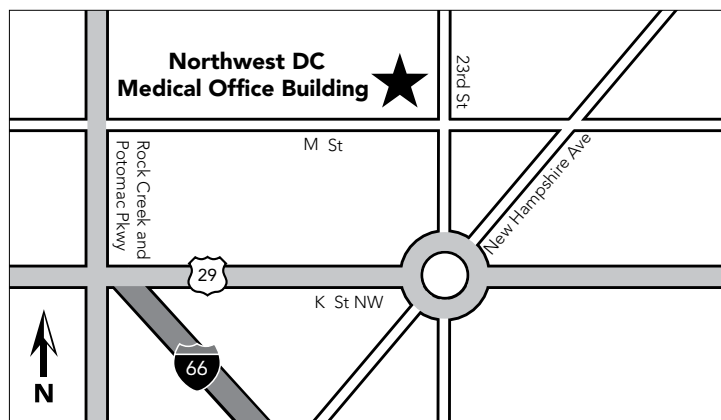 Northwest DC
Medical Office Building
23rd St
M St
Rock Creek and
Potomac Pkwy
New Hampshire Ave
29
K St NW
66
N